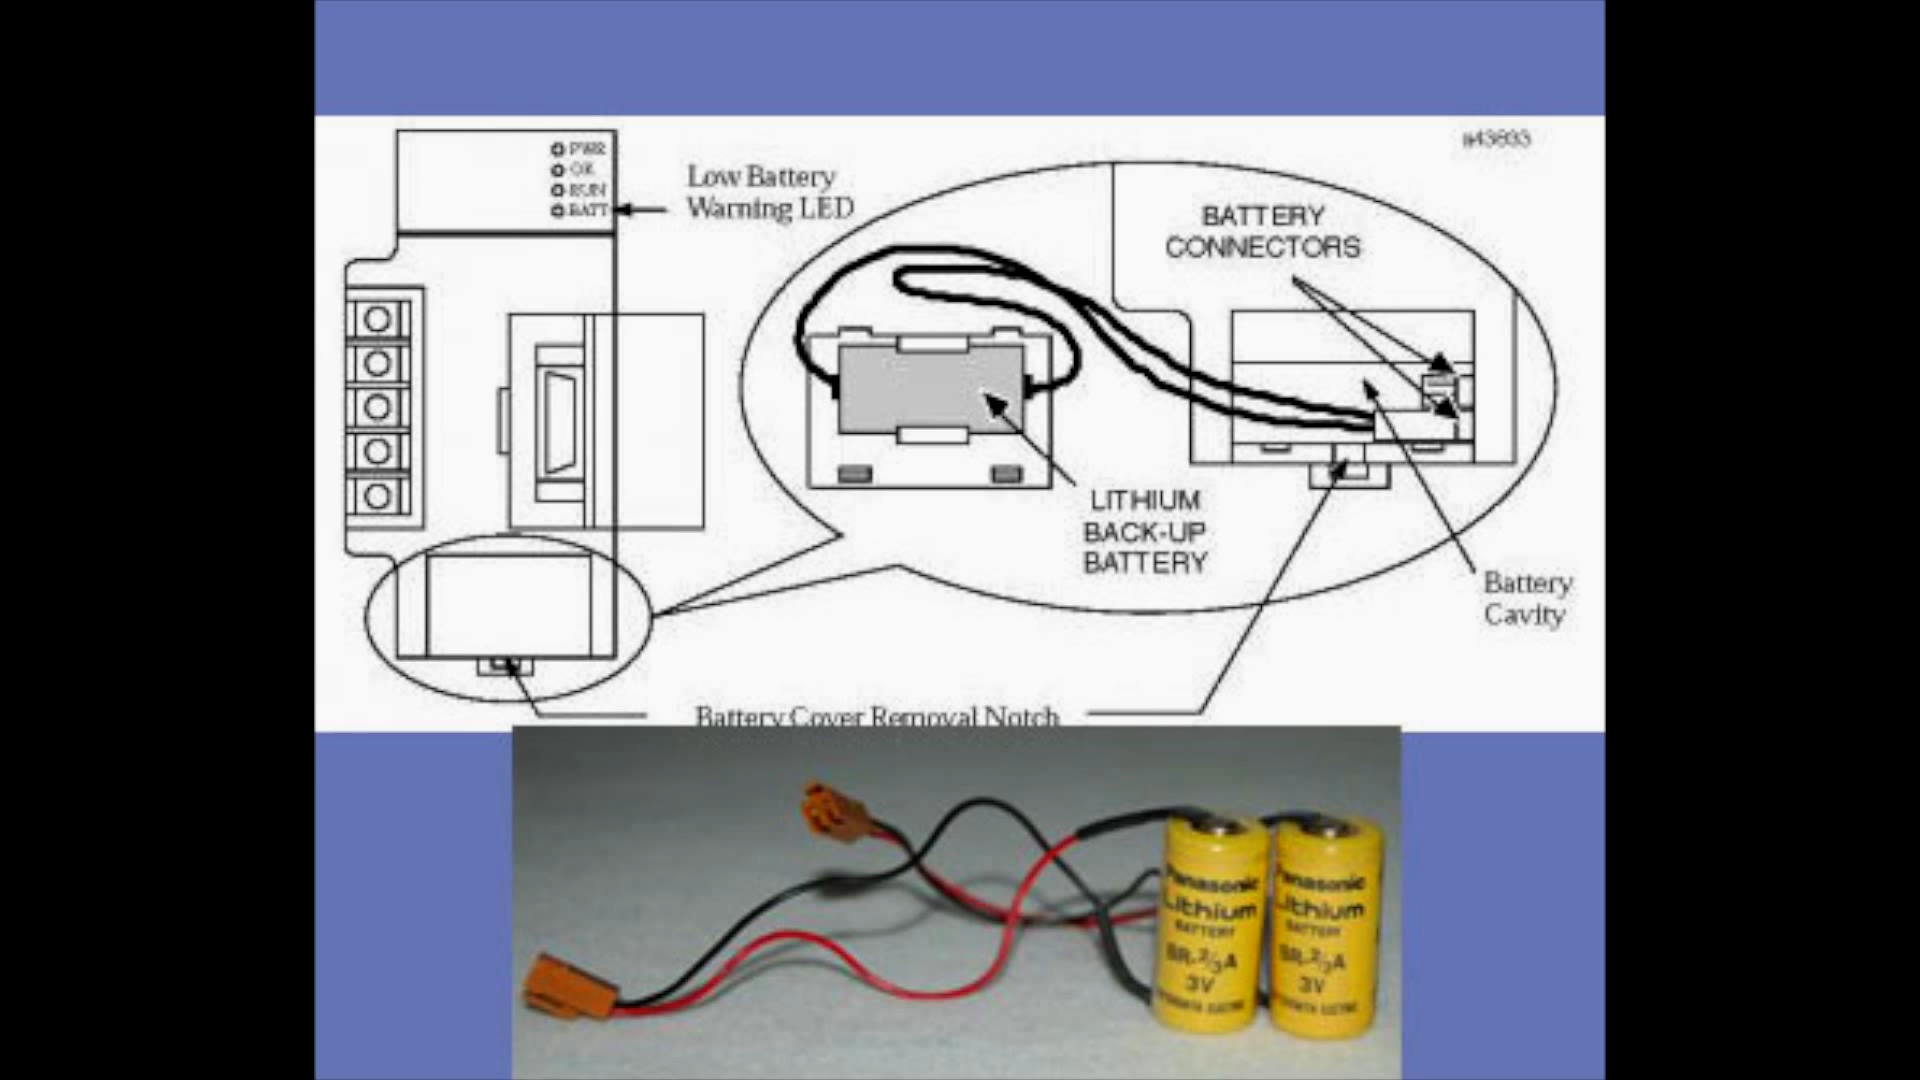 a43603
PWR
OK
RUN
BATT
Low Battery
Warning LED
BATTERY
CONNECTORS
LITHIUM
BACK-UP
BATTERY
Battery
Cavity
Battery Cover Removal Notch
Panasonic
Lithium
BATTERY
BR-2/3A
3V
Panasonic
Lithium
BATTERY
BR-2/3A
3V